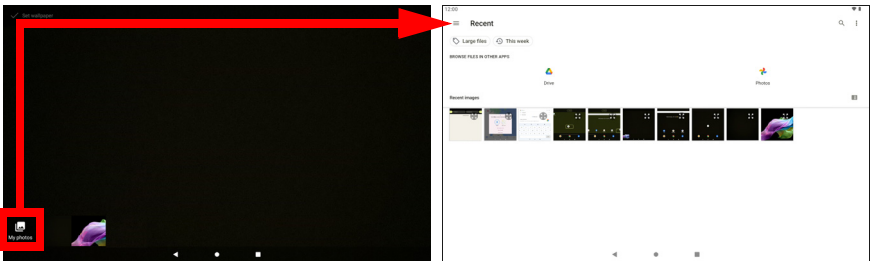 Set wallpaper
My photos
12:00
Recent
Large files
This week
BROWSE FILES IN OTHER APPS
Drive
Photos
Recent images